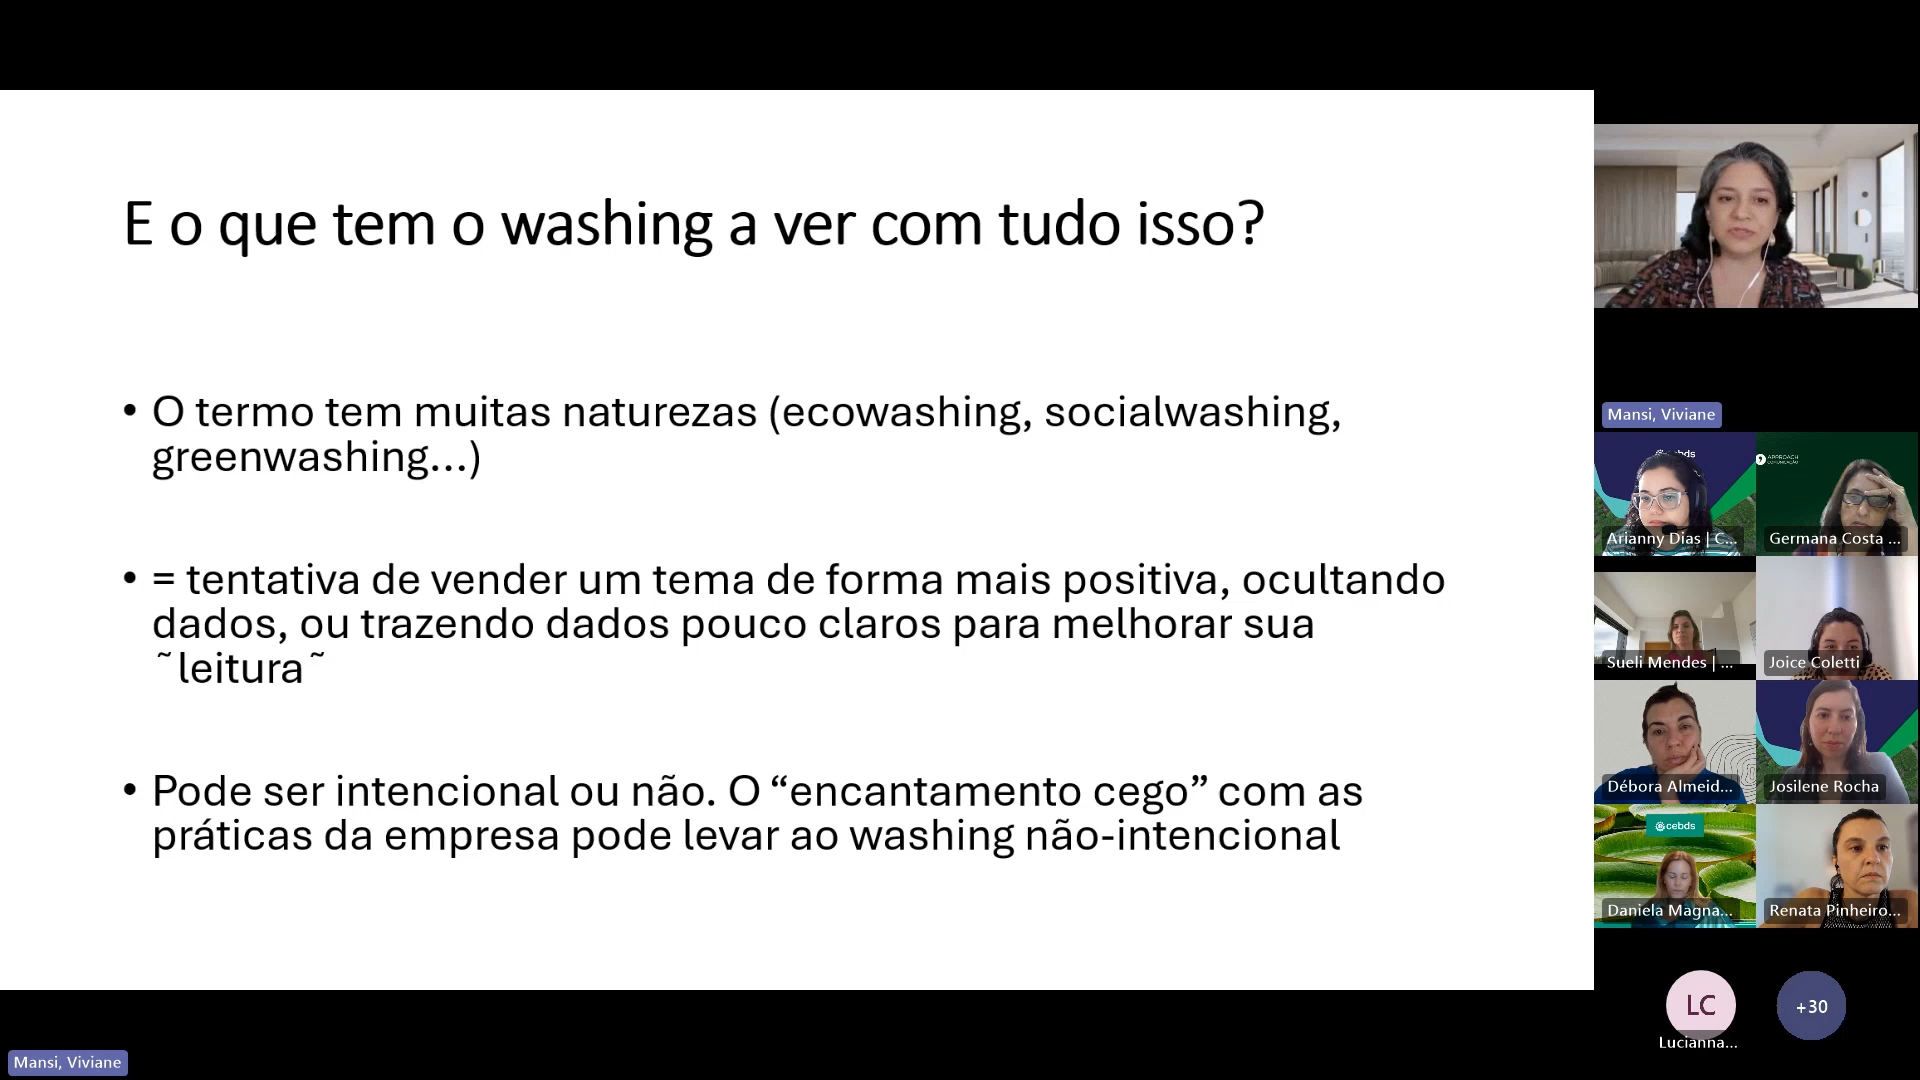 E o que tem o washing a ver com tudo isso?
• O termo tem muitas naturezas (ecowashing, socialwashing,
greenwashing...)
• = tentativa de vender um tema de forma mais positiva, ocultando
dados, ou trazendo dados pouco claros para melhorar sua
˜leitura˜
• Pode ser intencional ou não. O “encantamento cego” com as
práticas da empresa pode levar ao washing não-intencional
Mansi, Viviane
cebds
APPROACH
COMUNICAÇÃO
Arianny Dias | C...
Germana Costa ...
Sueli Mendes | ...
Joice Coletti
Débora Almeid...
Josilene Rocha
cebds
Daniela Magna...
Renata Pinheiro...
LC
+30
Lucianna...
Mansi, Viviane